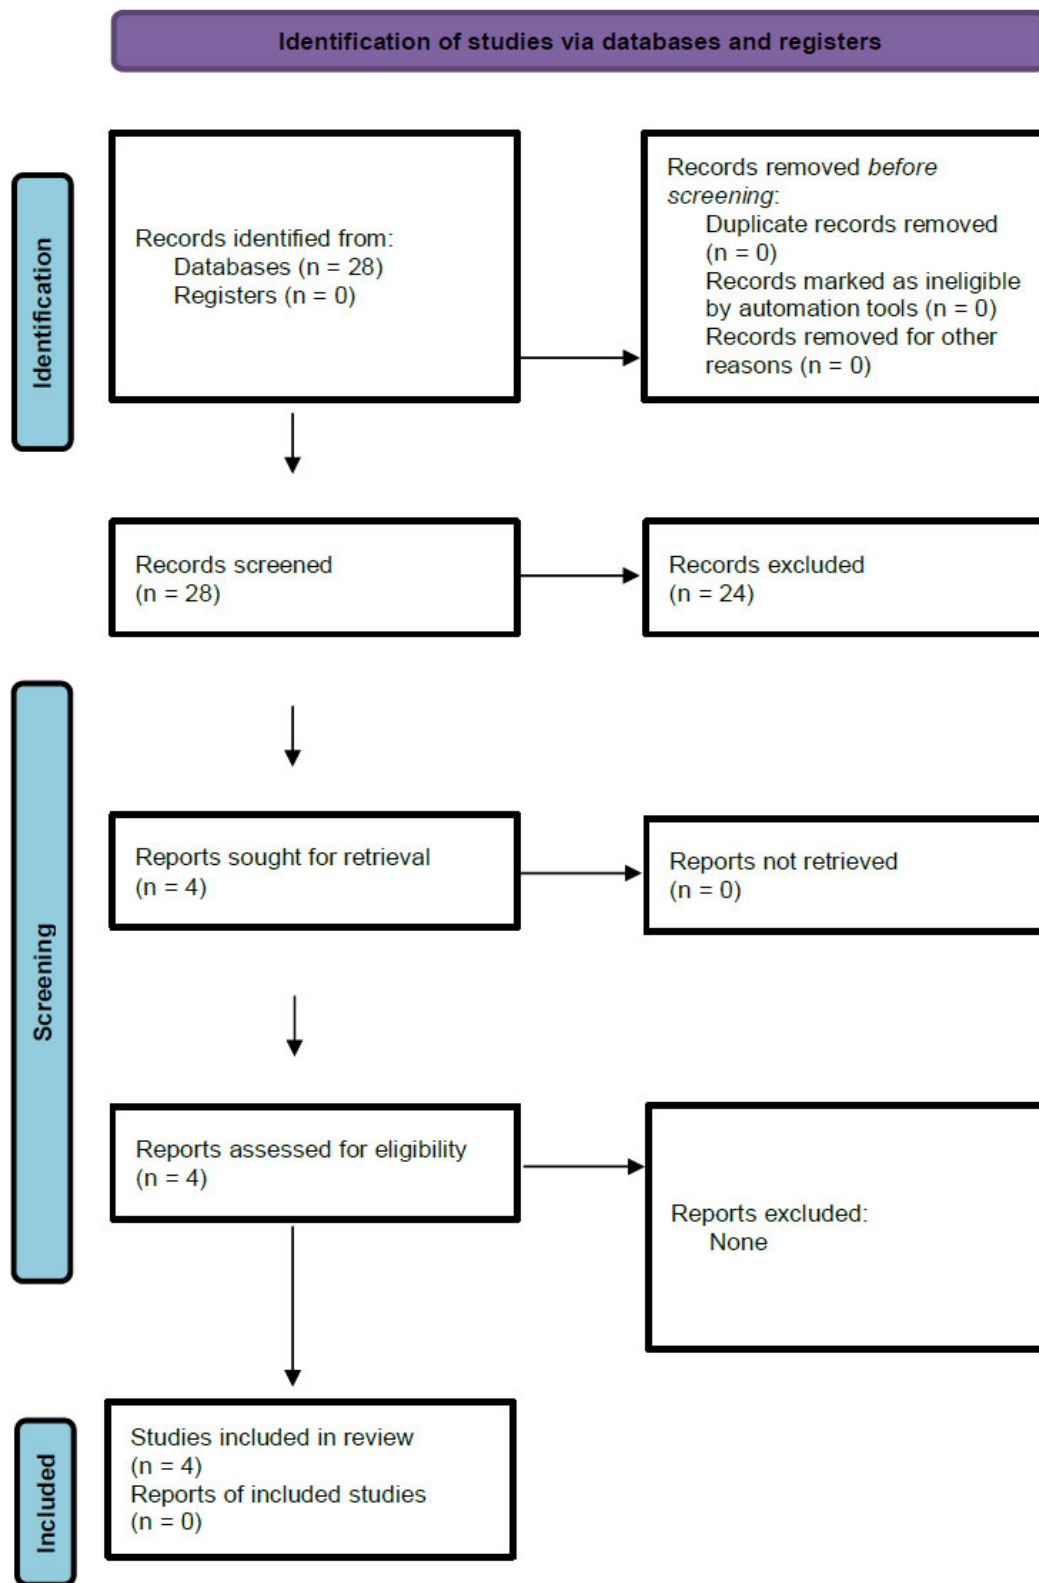 Identification of studies via databases and registers
Identification
Records identified from:
Databases (n = 28)
Registers (n = 0)
Records removed before
screening:
Duplicate records removed
(n = 0)
Records marked as ineligible
by automation tools (n = 0)
Records removed for other
reasons (n = 0)
Records screened
(n = 28)
Records excluded
(n = 24)
Screening
Reports sought for retrieval
(n = 4)
Reports not retrieved
(n = 0)
Reports assessed for eligibility
(n = 4)
Reports excluded:
None
Included
Studies included in review
(n = 4)
Reports of included studies
(n = 0)